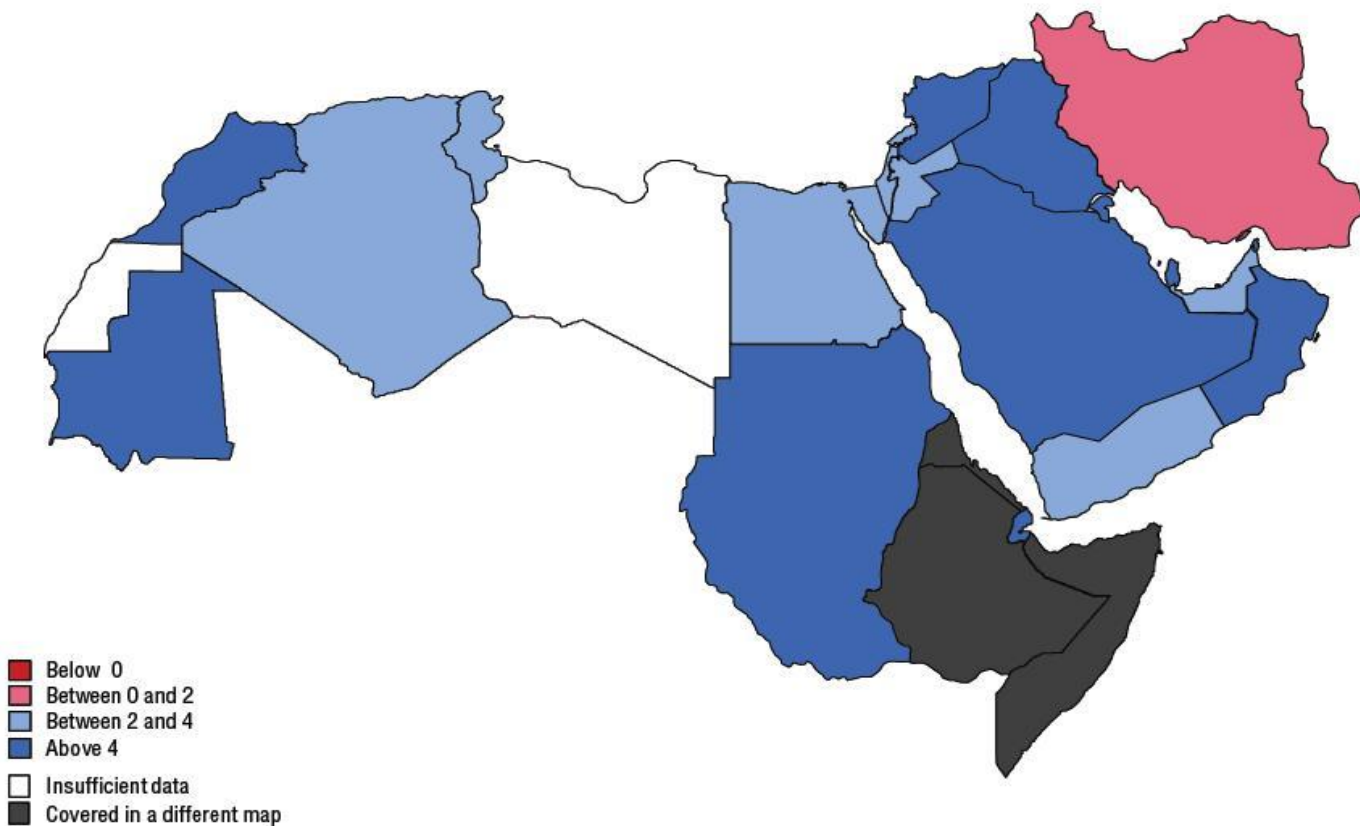 Below 0
Between 0 and 2
Between 2 and 4
Above 4
Insufficient data
Covered in a different map